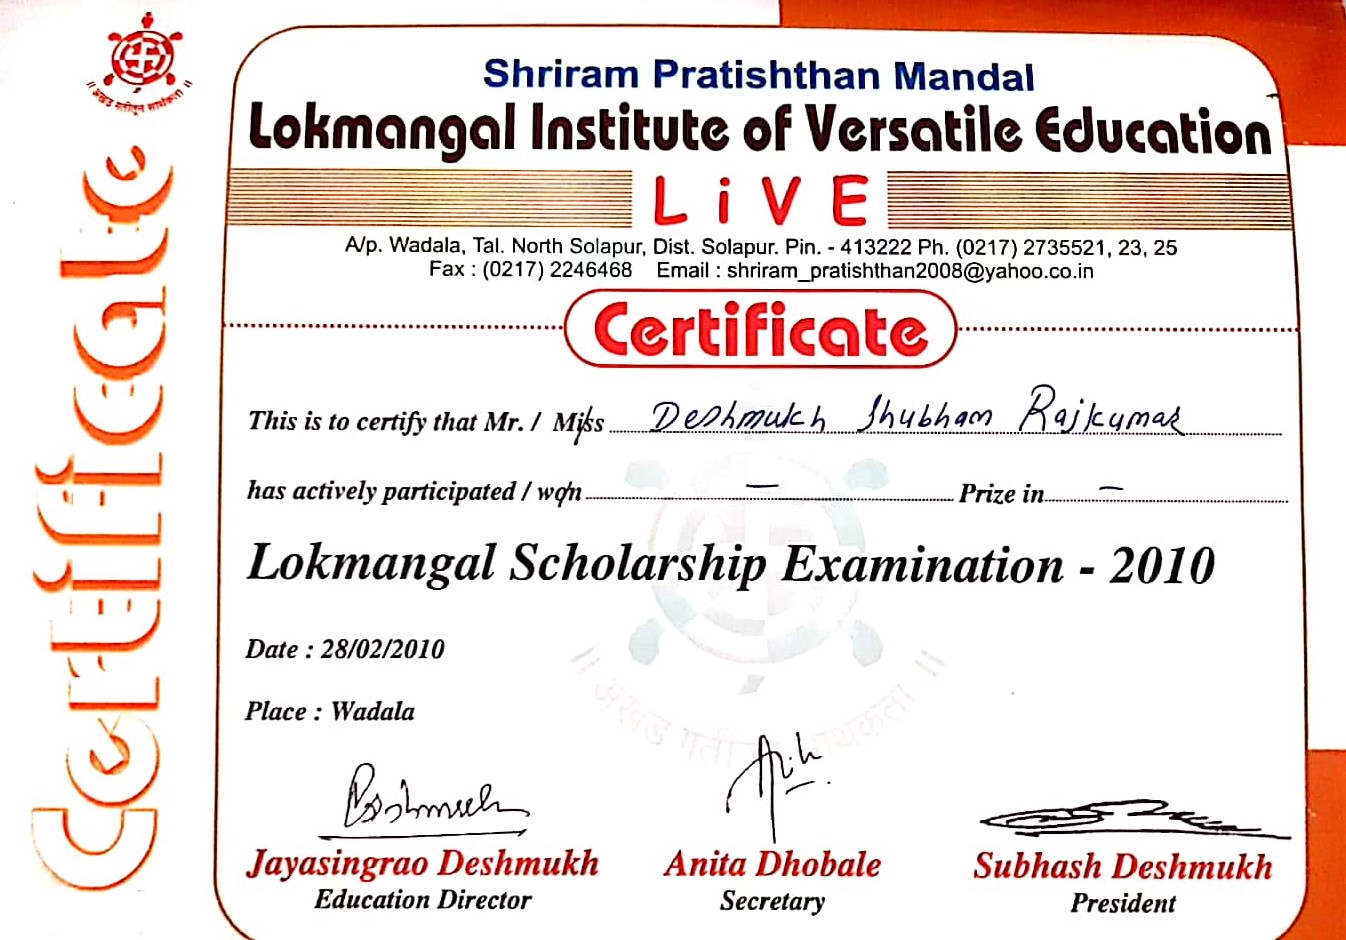 ॥ अखंड गतीतून सार्थकता ॥
Certificate
Shriram Pratishthan Mandal
Lokmangal Institute of Versatile Education
LiVE
A/p. Wadala, Tal. North Solapur, Dist. Solapur. Pin. - 413222 Ph. (0217) 2735521, 23, 25
Fax : (0217) 2246468 Email : shriram_pratishthan2008@yahoo.co.in
Certificate
This is to certify that Mr. / Miss Deshmukh Shubham Rajkumar
has actively participated / won — Prize in —
Lokmangal Scholarship Examination - 2010
Date : 28/02/2010
Place : Wadala
Jayasingrao Deshmukh Anita Dhobale Subhash Deshmukh
Education Director Secretary President